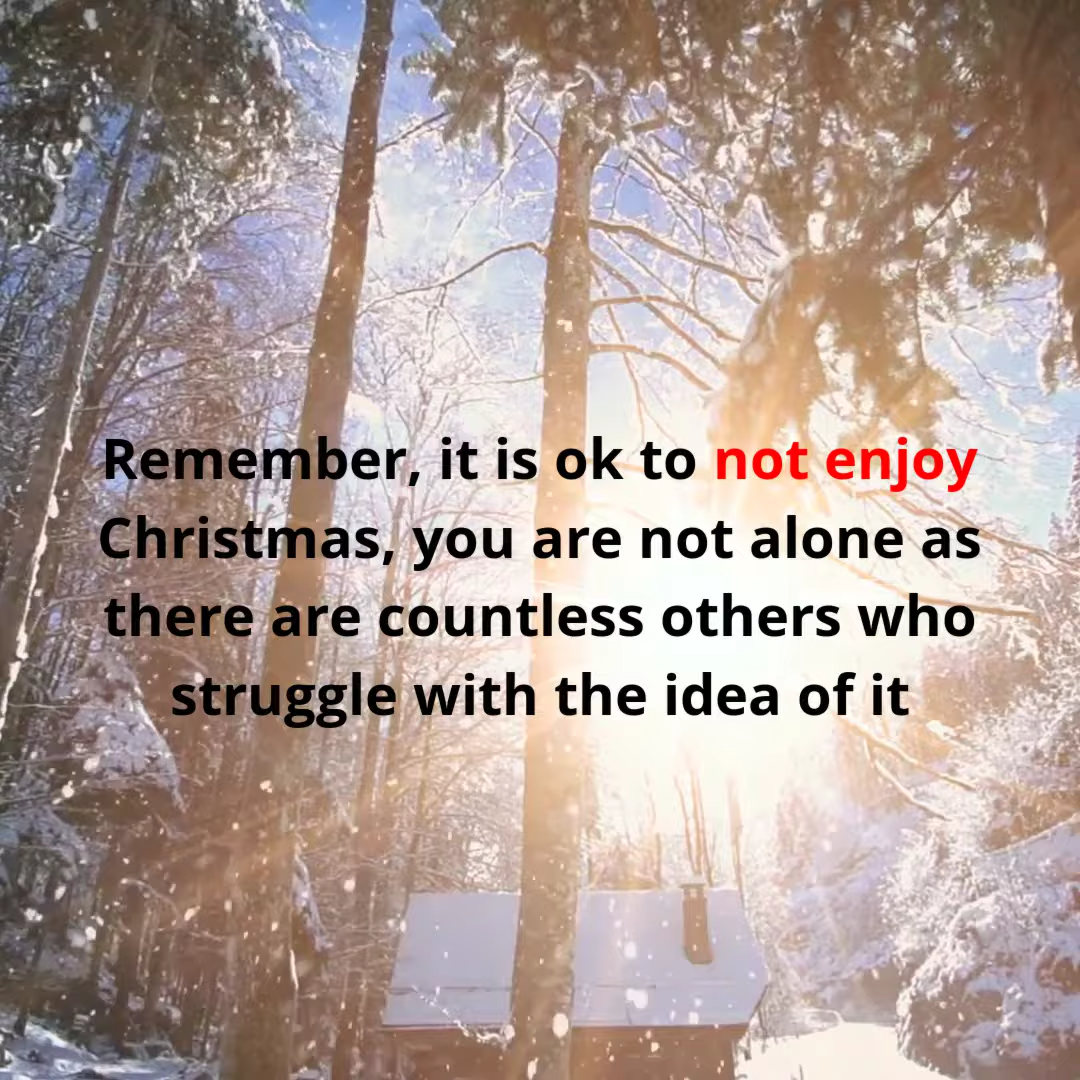 Remember, it is ok to not enjoy
Christmas, you are not alone as
there are countless others who
struggle with the idea of it